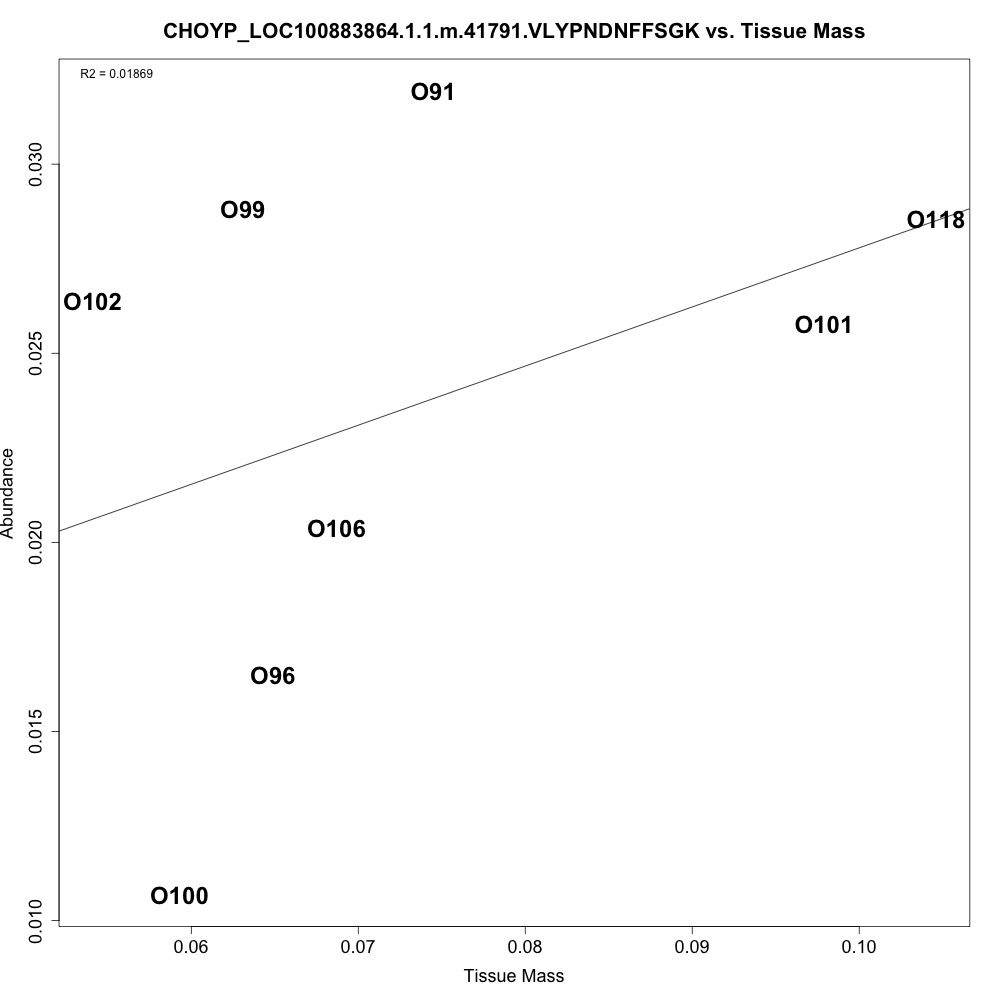 CHOYP_LOC100883864.1.1.m.41791.VLYPNDNFFSGK vs. Tissue Mass
R2 = 0.01869
O91
O99
O118
O102
O101
O106
O96
O100
Abundance
0.030
0.025
0.020
0.015
0.010
0.06 0.07 0.08 0.09 0.10
Tissue Mass